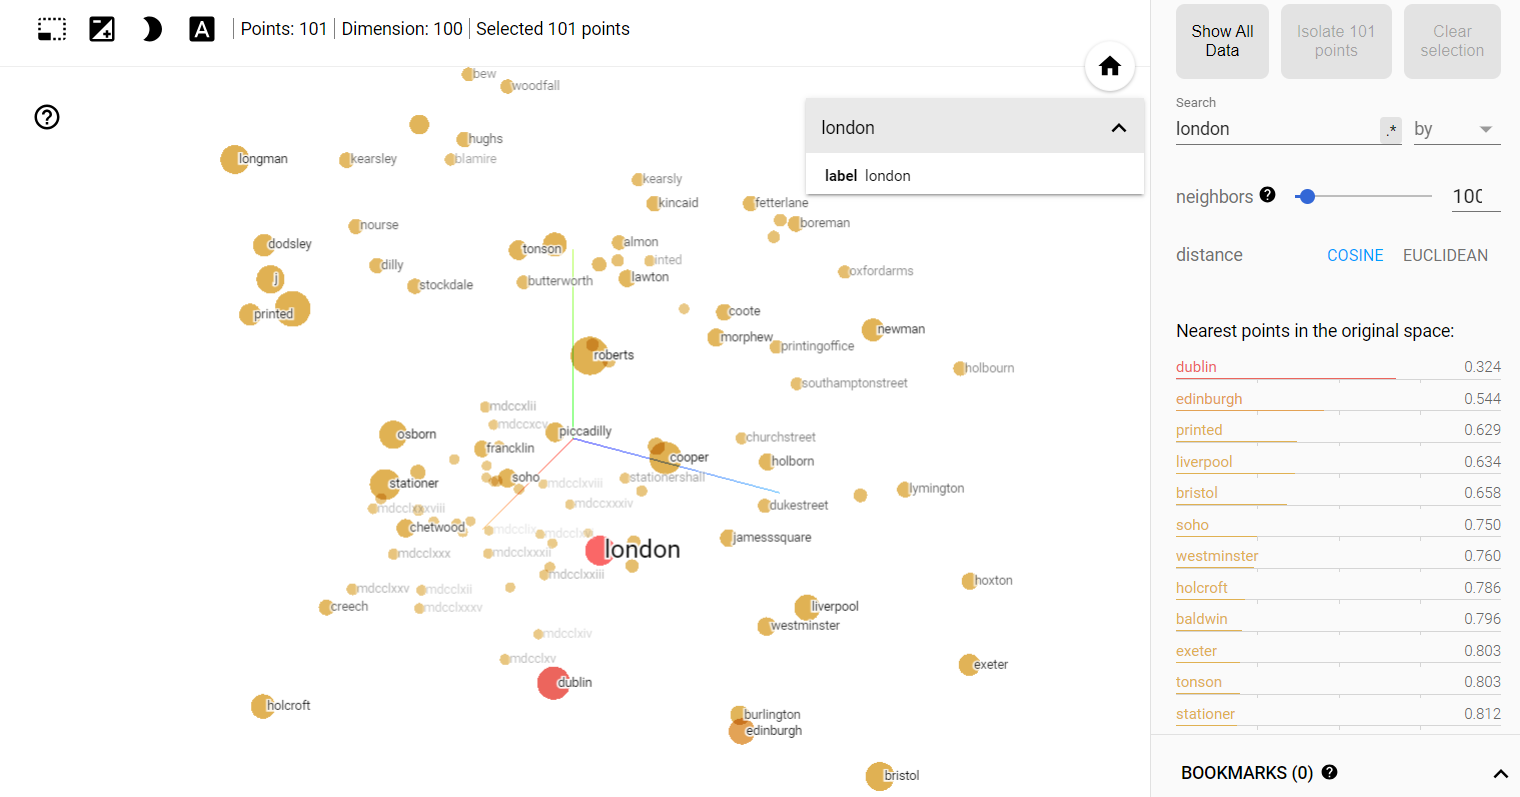 Points: 101 | Dimension: 100 | Selected 101 points
london
label london
bew
woodfall
hughs
longman
kearsley
blamire
kearsly
kincaid
fetterlane
nourse
boreman
dodsley
tonson
almon
dilly
inted
oxfordarms
j
stockdale
butterworth
lawton
printed
coote
newman
morphew
printingoffice
roberts
holbourn
southamptonstreet
mdccxlii
mdccxcv
osborn
piccadilly
churchstreet
francklin
cooper
holborn
stationer
soho
mdcclxviii
stationershall
lymington
mdcclxxxviii
mdccxxxiv
dukestreet
chetwood
mdcclix
jamesssquare
mdcclxxx
mdcclxxxii
london
mdcclxxiii
hoxton
mdcclxxv
mdcclxii
creech
mdcclxxxv
liverpool
westminster
mdcclxiv
mdcclxv
exeter
dublin
holcroft
burlington
edinburgh
bristol
Show All Data
Isolate 101 points
Clear selection
Search
london .* by
neighbors ? 100
distance COSINE EUCLIDEAN
Nearest points in the original space:
dublin 0.324
edinburgh 0.544
printed 0.629
liverpool 0.634
bristol 0.658
soho 0.750
westminster 0.760
holcroft 0.786
baldwin 0.796
exeter 0.803
tonson 0.803
stationer 0.812
BOOKMARKS (0) ?